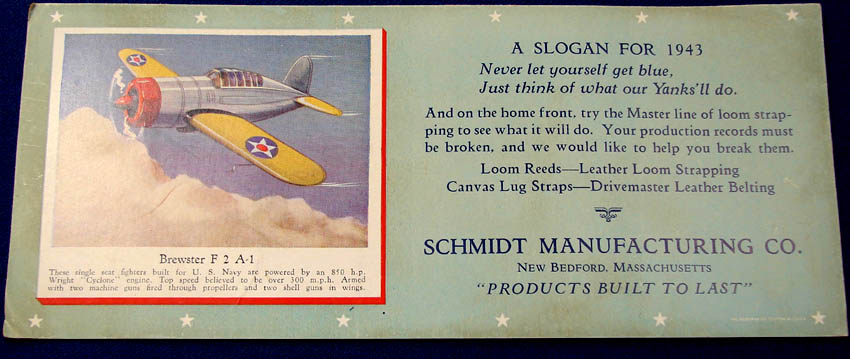 Brewster F 2 A-1
These single seat fighters built for U. S. Navy are powered by an 850 h.p.
Wright "Cyclone" engine. Top speed believed to be over 300 m.p.h. Armed
with two machine guns fired through propellers and two shell guns in wings.
A SLOGAN FOR 1943
Never let yourself get blue,
Just think of what our Yanks'll do.
And on the home front, try the Master line of loom strap-
ping to see what it will do. Your production records must
be broken, and we would like to help you break them.
Loom Reeds—Leather Loom Strapping
Canvas Lug Straps—Drivemaster Leather Belting
SCHMIDT MANUFACTURING CO.
NEW BEDFORD, MASSACHUSETTS
"PRODUCTS BUILT TO LAST"